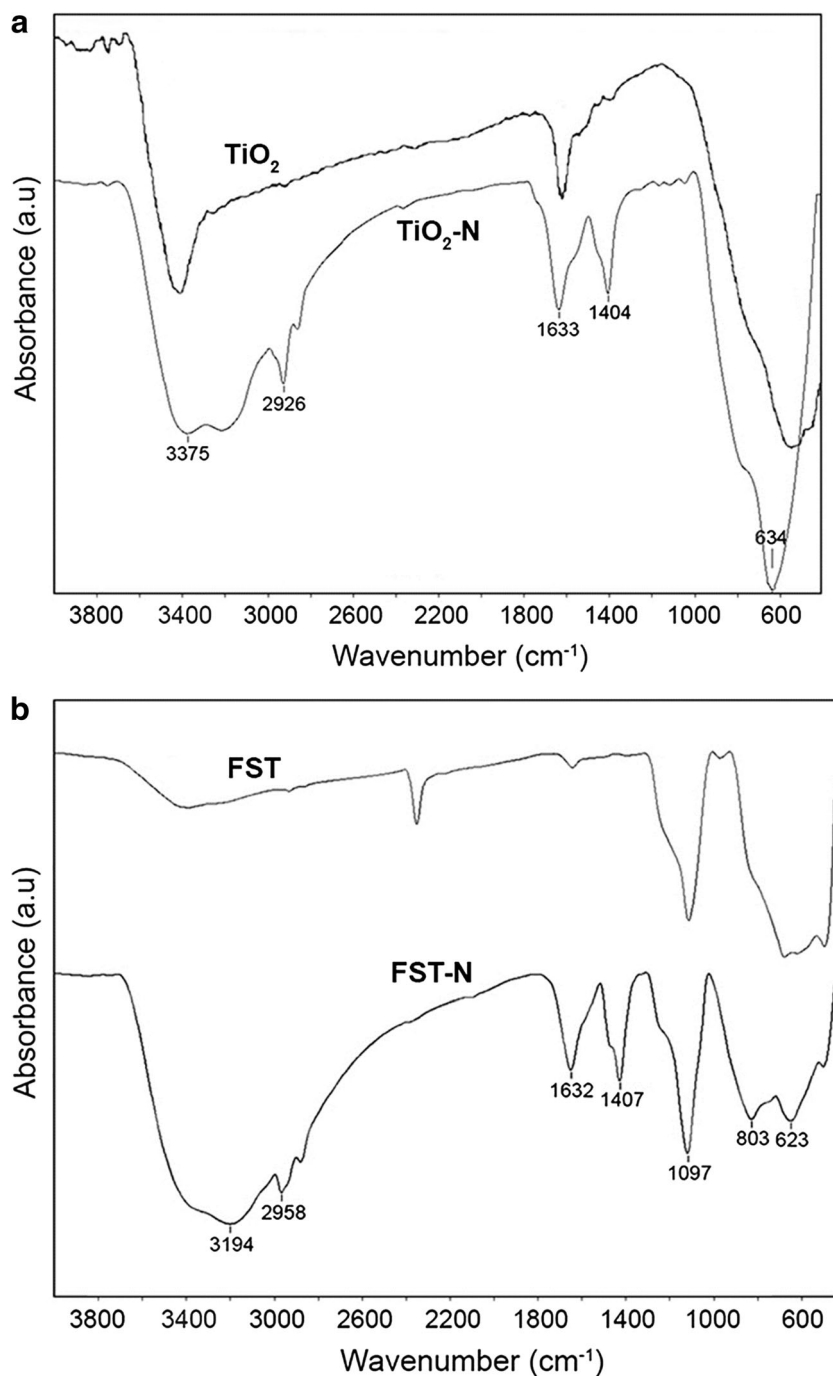 a
TiO₂
TiO₂-N
1633
1404
2926
3375
634
Absorbance (a.u)
3800 3400 3000 2600 2200 1800 1400 1000 600
Wavenumber (cm⁻¹)
b
FST
FST-N
1632
1407
803 623
1097
2958
3194
Absorbance (a.u)
3800 3400 3000 2600 2200 1800 1400 1000 600
Wavenumber (cm⁻¹)